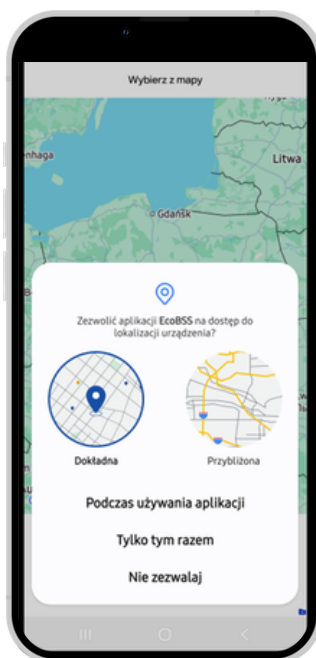 Wybierz z mapy
enhaga
Litwa
Gdańsk
Zezwolić aplikacji EcoBSS na dostęp do
lokalizacji urządzenia?
Dokładna
Przybliżona
Podczas używania aplikacji
Tylko tym razem
Nie zezwalaj